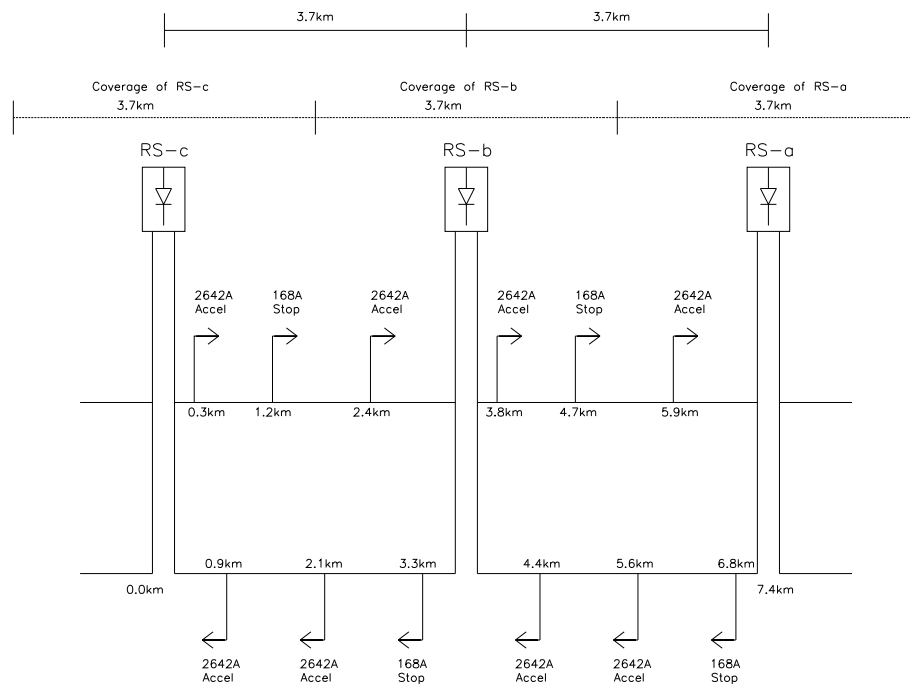 3.7km 3.7km
Coverage of RS-c Coverage of RS-b Coverage of RS-a
3.7km 3.7km 3.7km
RS-c RS-b RS-a
2642A 168A 2642A 2642A 168A 2642A
Accel Stop Accel Accel Stop Accel
0.3km 1.2km 2.4km 3.8km 4.7km 5.9km
0.9km 2.1km 3.3km 4.4km 5.6km 6.8km
0.0km 7.4km
2642A 2642A 168A 2642A 2642A 168A
Accel Accel Stop Accel Accel Stop